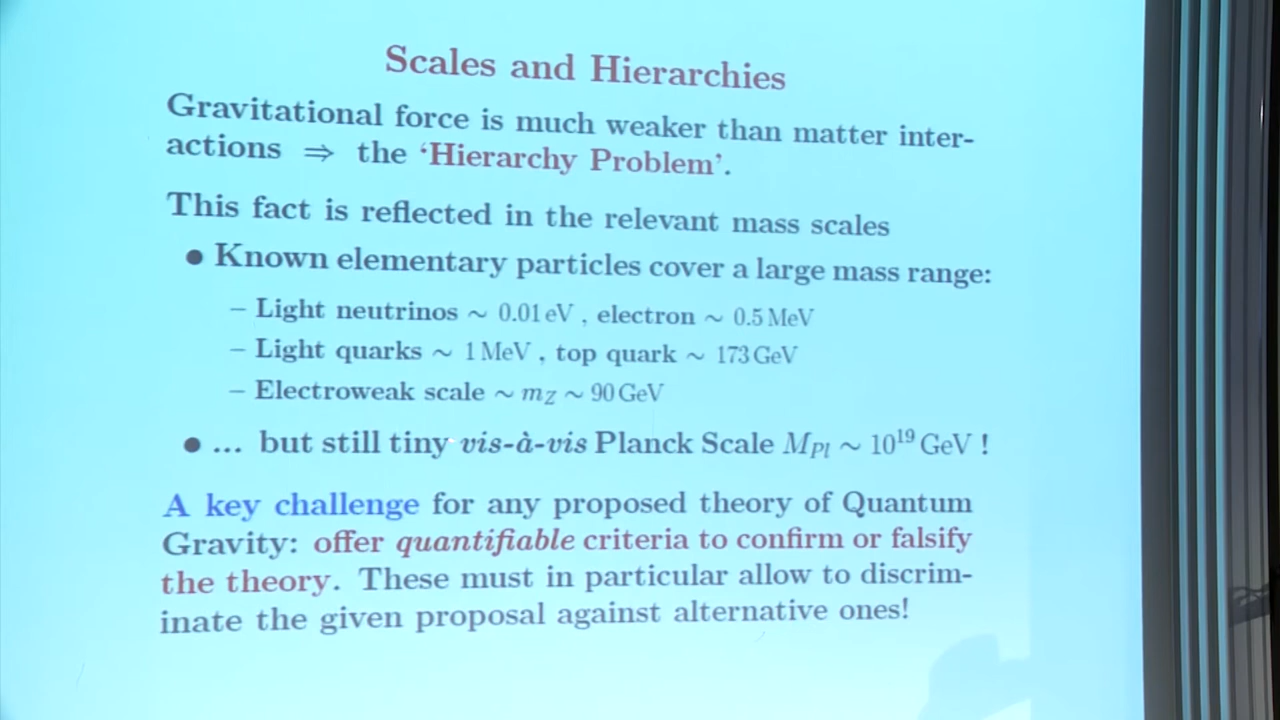 Scales and Hierarchies
Gravitational force is much weaker than matter inter-
actions ⇒ the ‘Hierarchy Problem’.
This fact is reflected in the relevant mass scales
● Known elementary particles cover a large mass range:
– Light neutrinos ∼ 0.01 eV , electron ∼ 0.5 MeV
– Light quarks ∼ 1 MeV , top quark ∼ 173 GeV
– Electroweak scale ∼ m_Z ∼ 90 GeV
● ... but still tiny vis-à-vis Planck Scale M_Pl ∼ 10¹⁹ GeV !
A key challenge for any proposed theory of Quantum
Gravity: offer quantifiable criteria to confirm or falsify
the theory. These must in particular allow to discrim-
inate the given proposal against alternative ones!